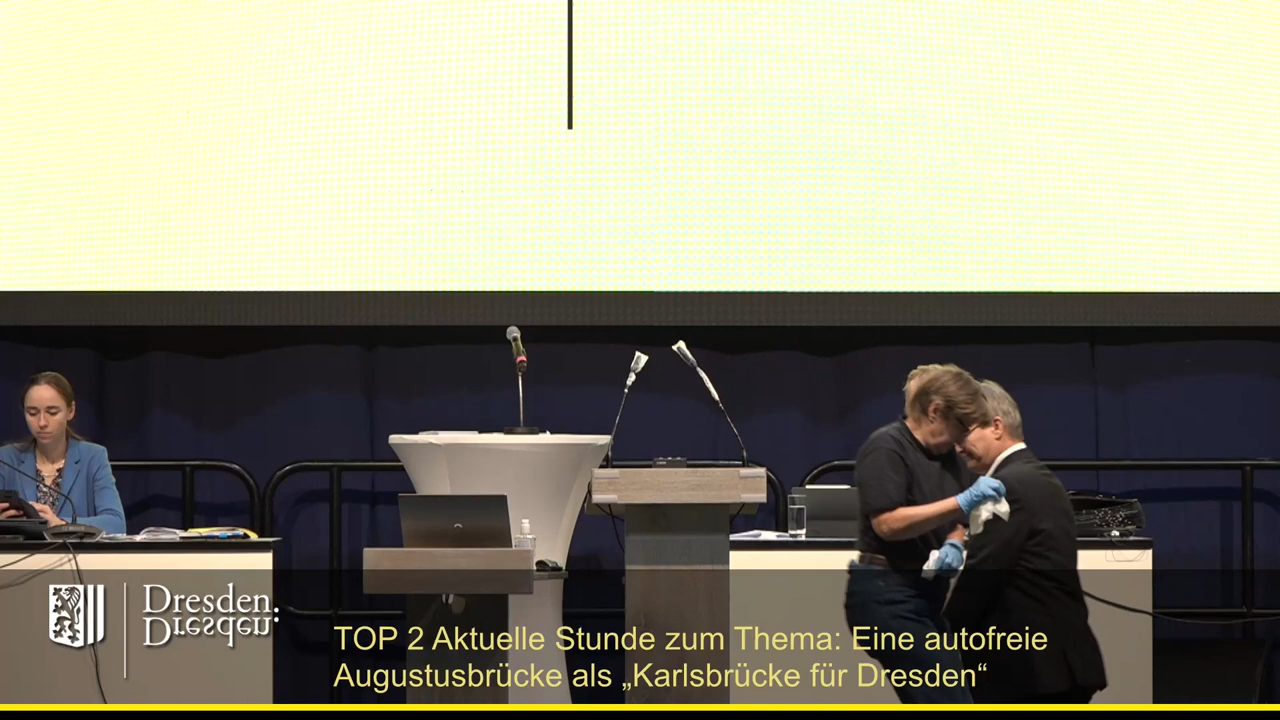 Dresden.
Dresden.
TOP 2 Aktuelle Stunde zum Thema: Eine autofreie
Augustusbrücke als „Karlsbrücke für Dresden“